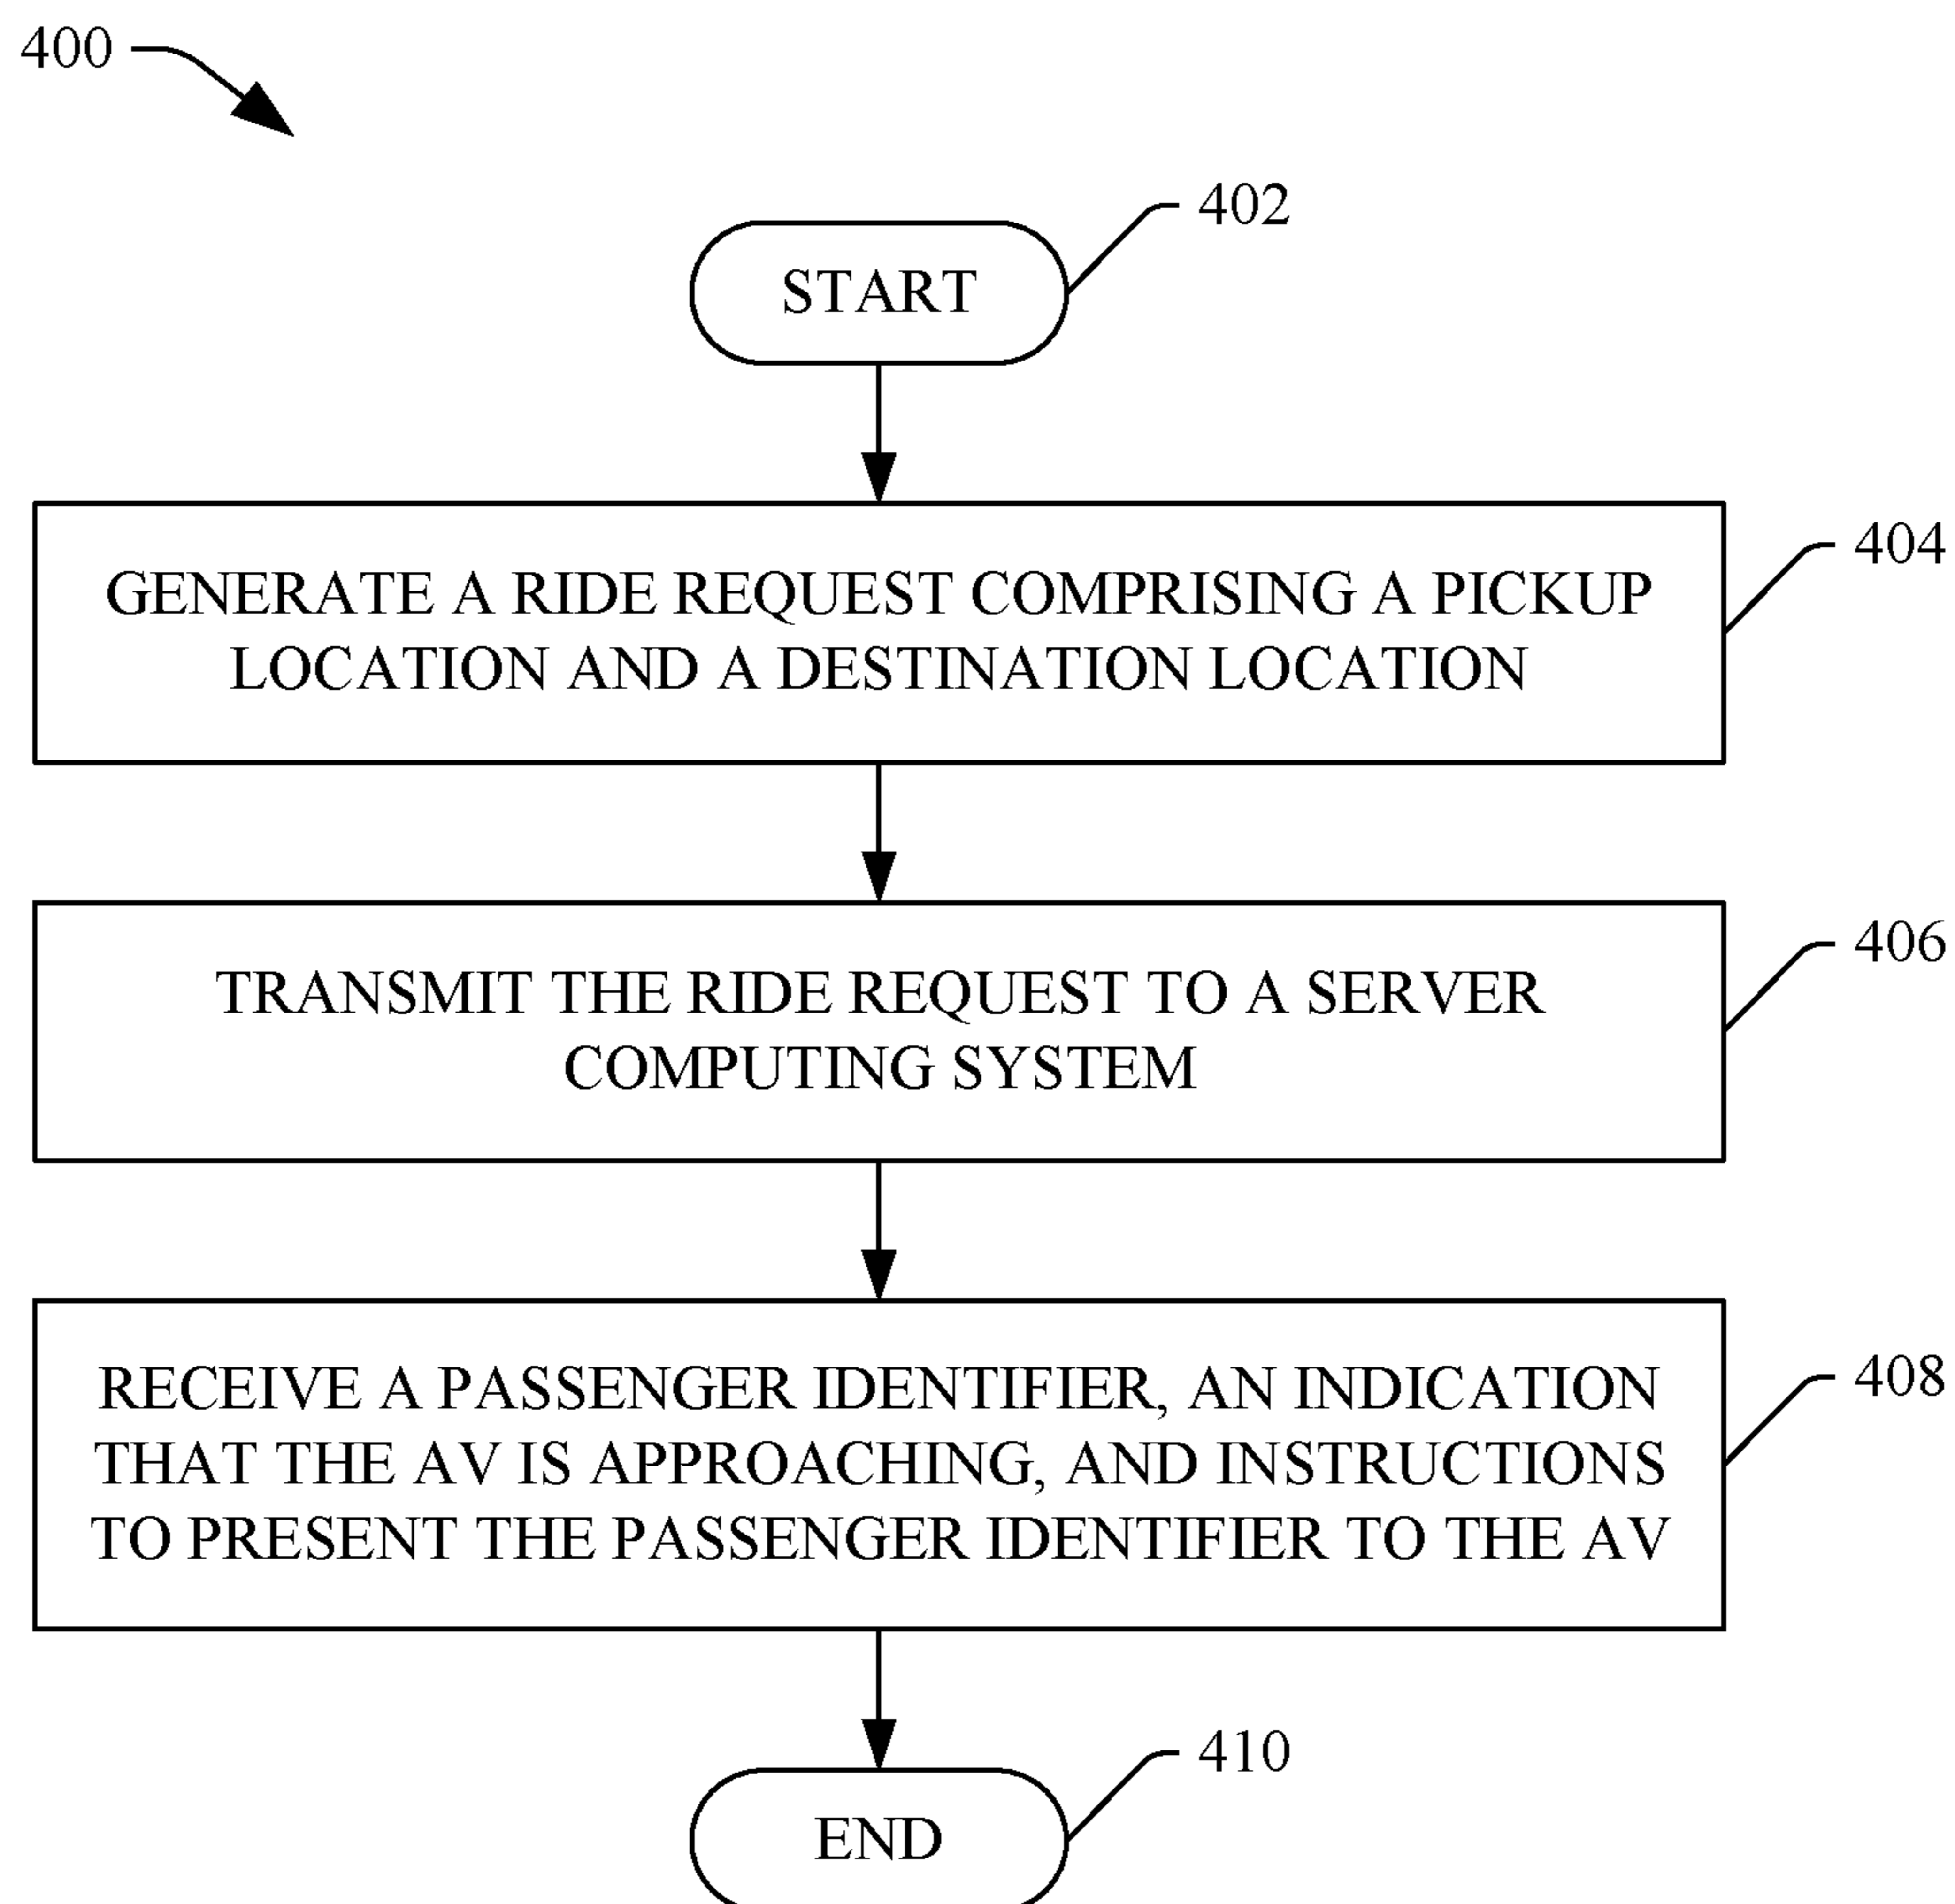 400
402
START
404
GENERATE A RIDE REQUEST COMPRISING A PICKUP
LOCATION AND A DESTINATION LOCATION
406
TRANSMIT THE RIDE REQUEST TO A SERVER
COMPUTING SYSTEM
408
RECEIVE A PASSENGER IDENTIFIER, AN INDICATION
THAT THE AV IS APPROACHING, AND INSTRUCTIONS
TO PRESENT THE PASSENGER IDENTIFIER TO THE AV
410
END